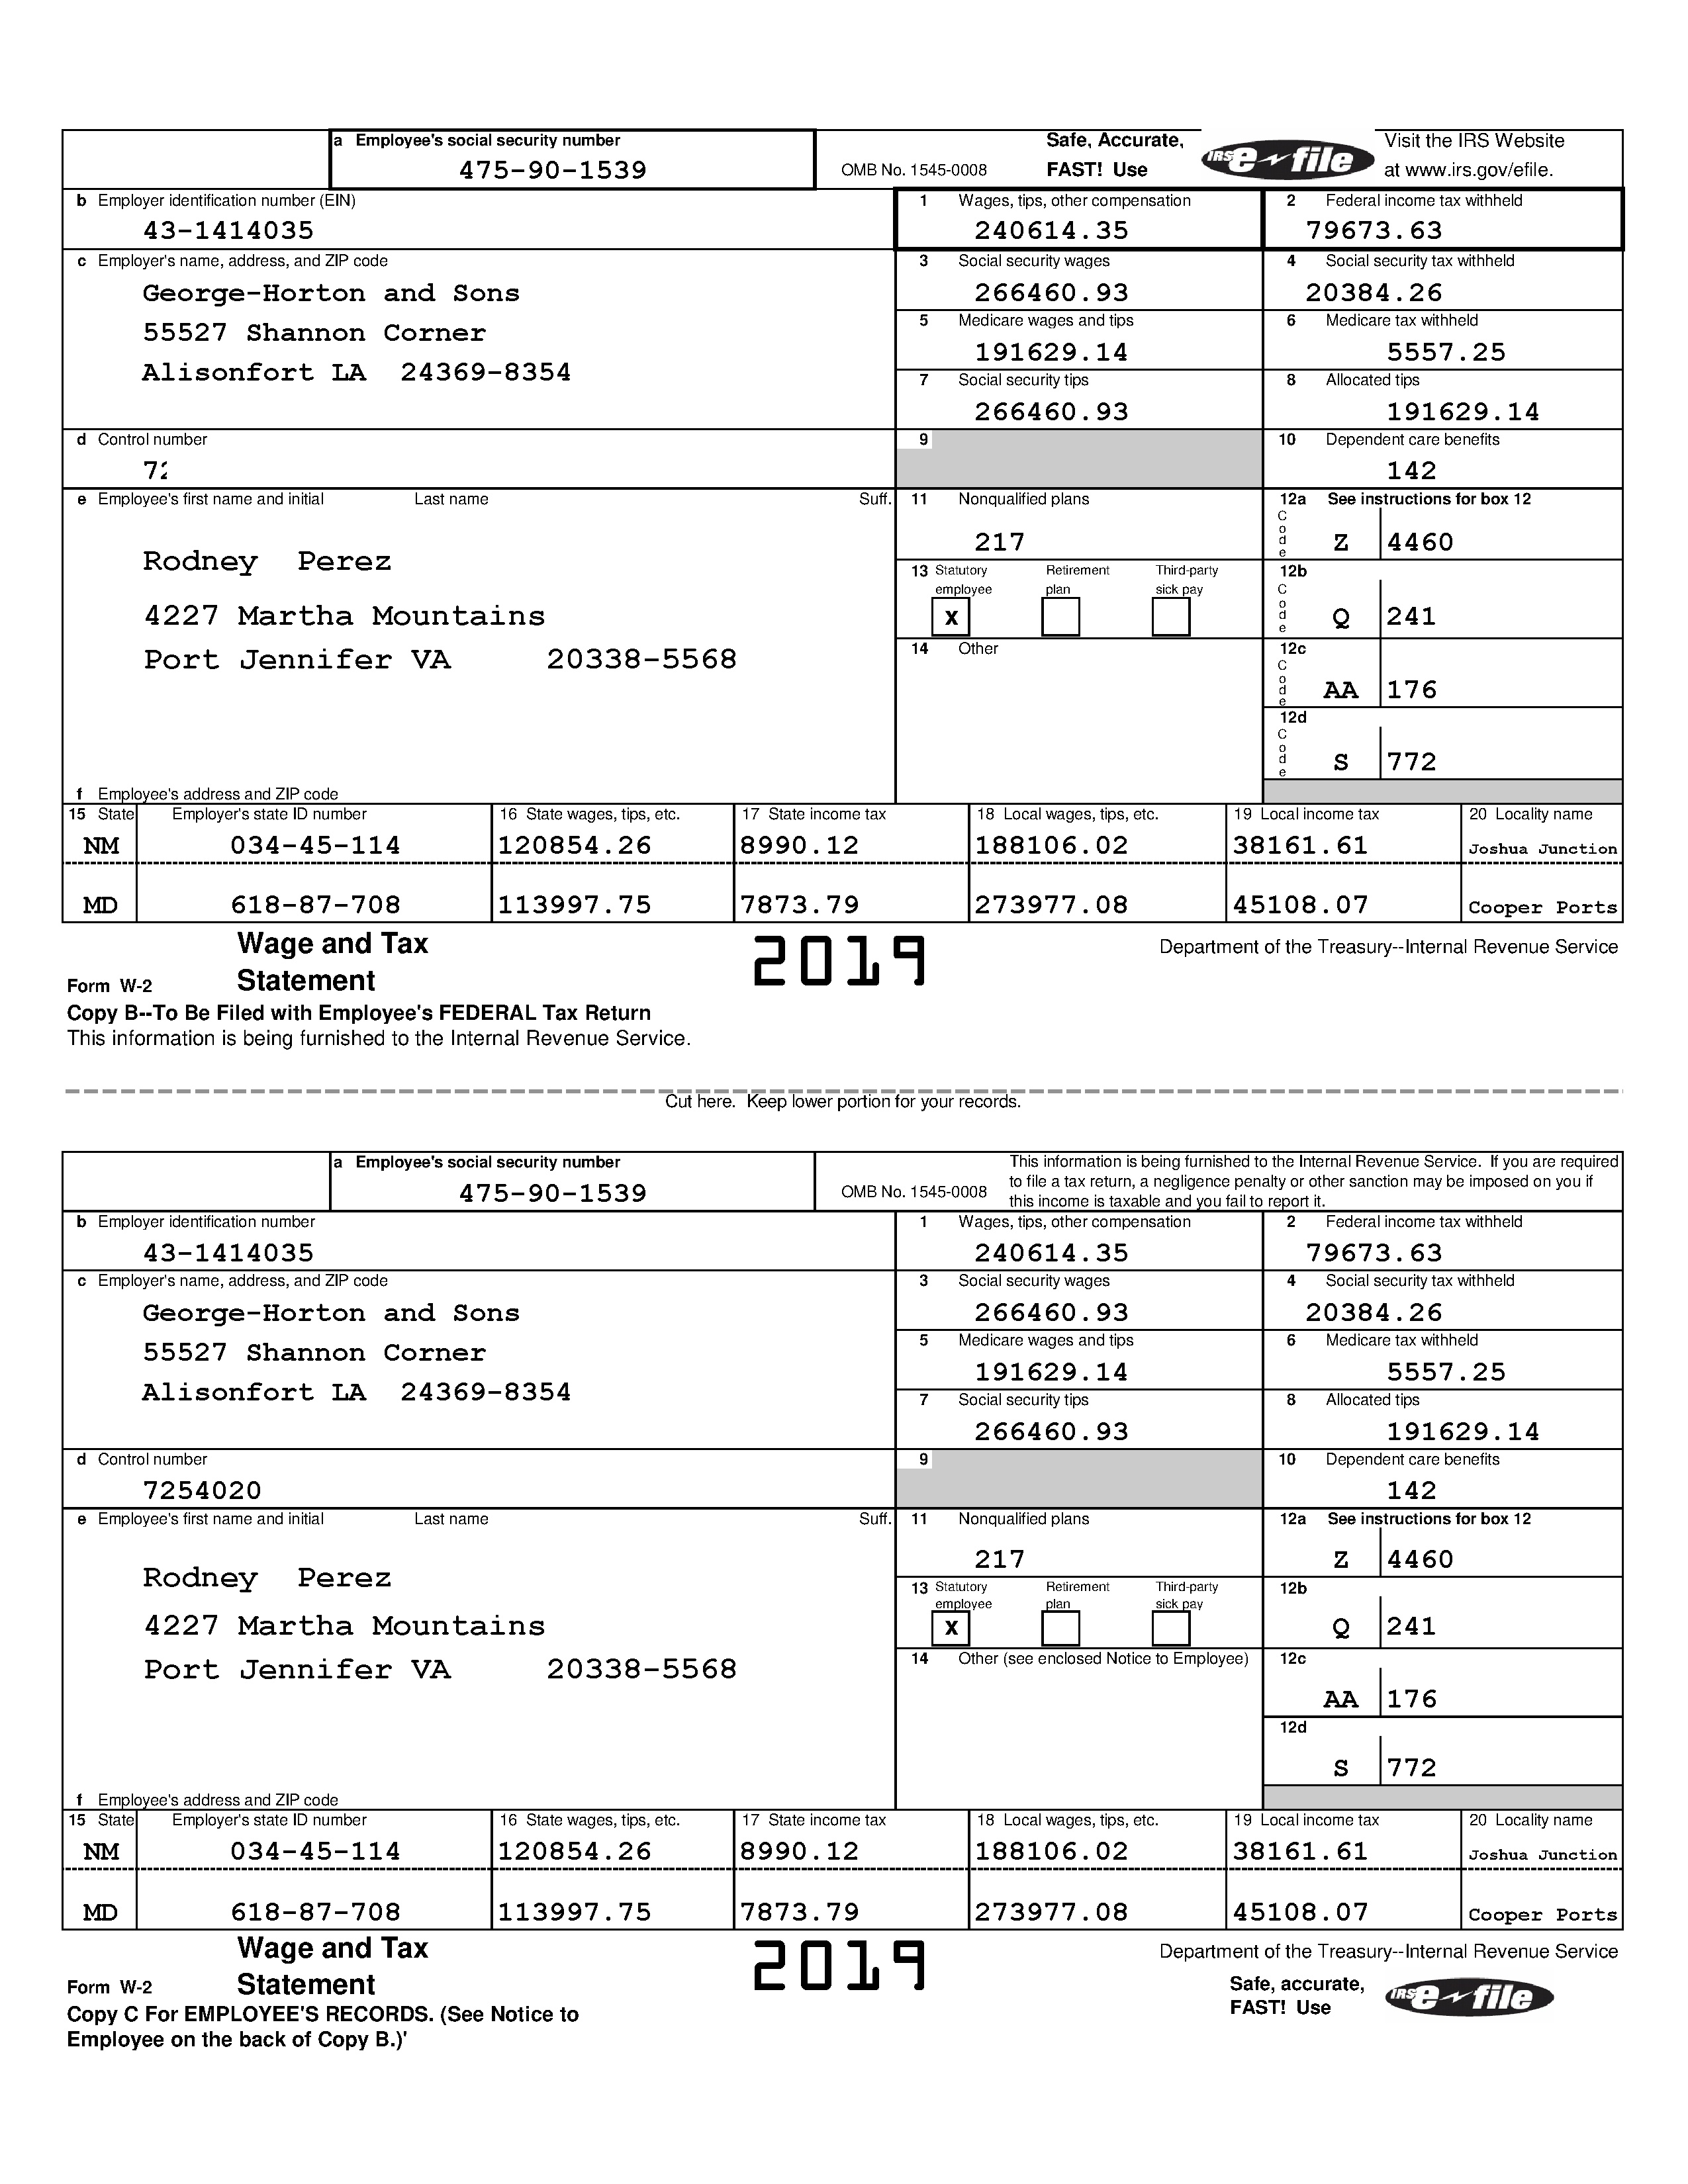 a Employee's social security number
475-90-1539
OMB No. 1545-0008
Safe, Accurate,
FAST! Use
IRS e-file
Visit the IRS Website
at www.irs.gov/efile.
b Employer identification number (EIN)
43-1414035
1 Wages, tips, other compensation
240614.35
2 Federal income tax withheld
79673.63
c Employer's name, address, and ZIP code
George-Horton and Sons
55527 Shannon Corner
Alisonfort LA 24369-8354
3 Social security wages
266460.93
4 Social security tax withheld
20384.26
5 Medicare wages and tips
191629.14
6 Medicare tax withheld
5557.25
7 Social security tips
266460.93
8 Allocated tips
191629.14
d Control number
9
10 Dependent care benefits
142
e Employee's first name and initial Last name Suff.
Rodney Perez
4227 Martha Mountains
Port Jennifer VA 20338-5568
11 Nonqualified plans
217
12a See instructions for box 12
Code Z 4460
13 Statutory employee Retirement plan Third-party sick pay
X
12b
Code Q 241
14 Other
12c
Code AA 176
12d
Code S 772
f Employee's address and ZIP code
15 State Employer's state ID number 16 State wages, tips, etc. 17 State income tax 18 Local wages, tips, etc. 19 Local income tax 20 Locality name
NM 034-45-114 120854.26 8990.12 188106.02 38161.61 Joshua Junction
MD 618-87-708 113997.75 7873.79 273977.08 45108.07 Cooper Ports
Form W-2 Wage and Tax Statement
2019
Department of the Treasury--Internal Revenue Service
Copy B--To Be Filed with Employee's FEDERAL Tax Return
This information is being furnished to the Internal Revenue Service.
Cut here. Keep lower portion for your records.
a Employee's social security number
475-90-1539
OMB No. 1545-0008
This information is being furnished to the Internal Revenue Service. If you are required
to file a tax return, a negligence penalty or other sanction may be imposed on you if
this income is taxable and you fail to report it.
b Employer identification number
43-1414035
1 Wages, tips, other compensation
240614.35
2 Federal income tax withheld
79673.63
c Employer's name, address, and ZIP code
George-Horton and Sons
55527 Shannon Corner
Alisonfort LA 24369-8354
3 Social security wages
266460.93
4 Social security tax withheld
20384.26
5 Medicare wages and tips
191629.14
6 Medicare tax withheld
5557.25
7 Social security tips
266460.93
8 Allocated tips
191629.14
d Control number
7254020
9
10 Dependent care benefits
142
e Employee's first name and initial Last name Suff.
Rodney Perez
4227 Martha Mountains
Port Jennifer VA 20338-5568
11 Nonqualified plans
217
12a See instructions for box 12
Z 4460
13 Statutory employee Retirement plan Third-party sick pay
X
12b
Q 241
14 Other (see enclosed Notice to Employee)
12c
AA 176
12d
S 772
f Employee's address and ZIP code
15 State Employer's state ID number 16 State wages, tips, etc. 17 State income tax 18 Local wages, tips, etc. 19 Local income tax 20 Locality name
NM 034-45-114 120854.26 8990.12 188106.02 38161.61 Joshua Junction
MD 618-87-708 113997.75 7873.79 273977.08 45108.07 Cooper Ports
Form W-2 Wage and Tax Statement
2019
Department of the Treasury--Internal Revenue Service
Safe, accurate,
FAST! Use
IRS e-file
Copy C For EMPLOYEE'S RECORDS. (See Notice to
Employee on the back of Copy B.)'